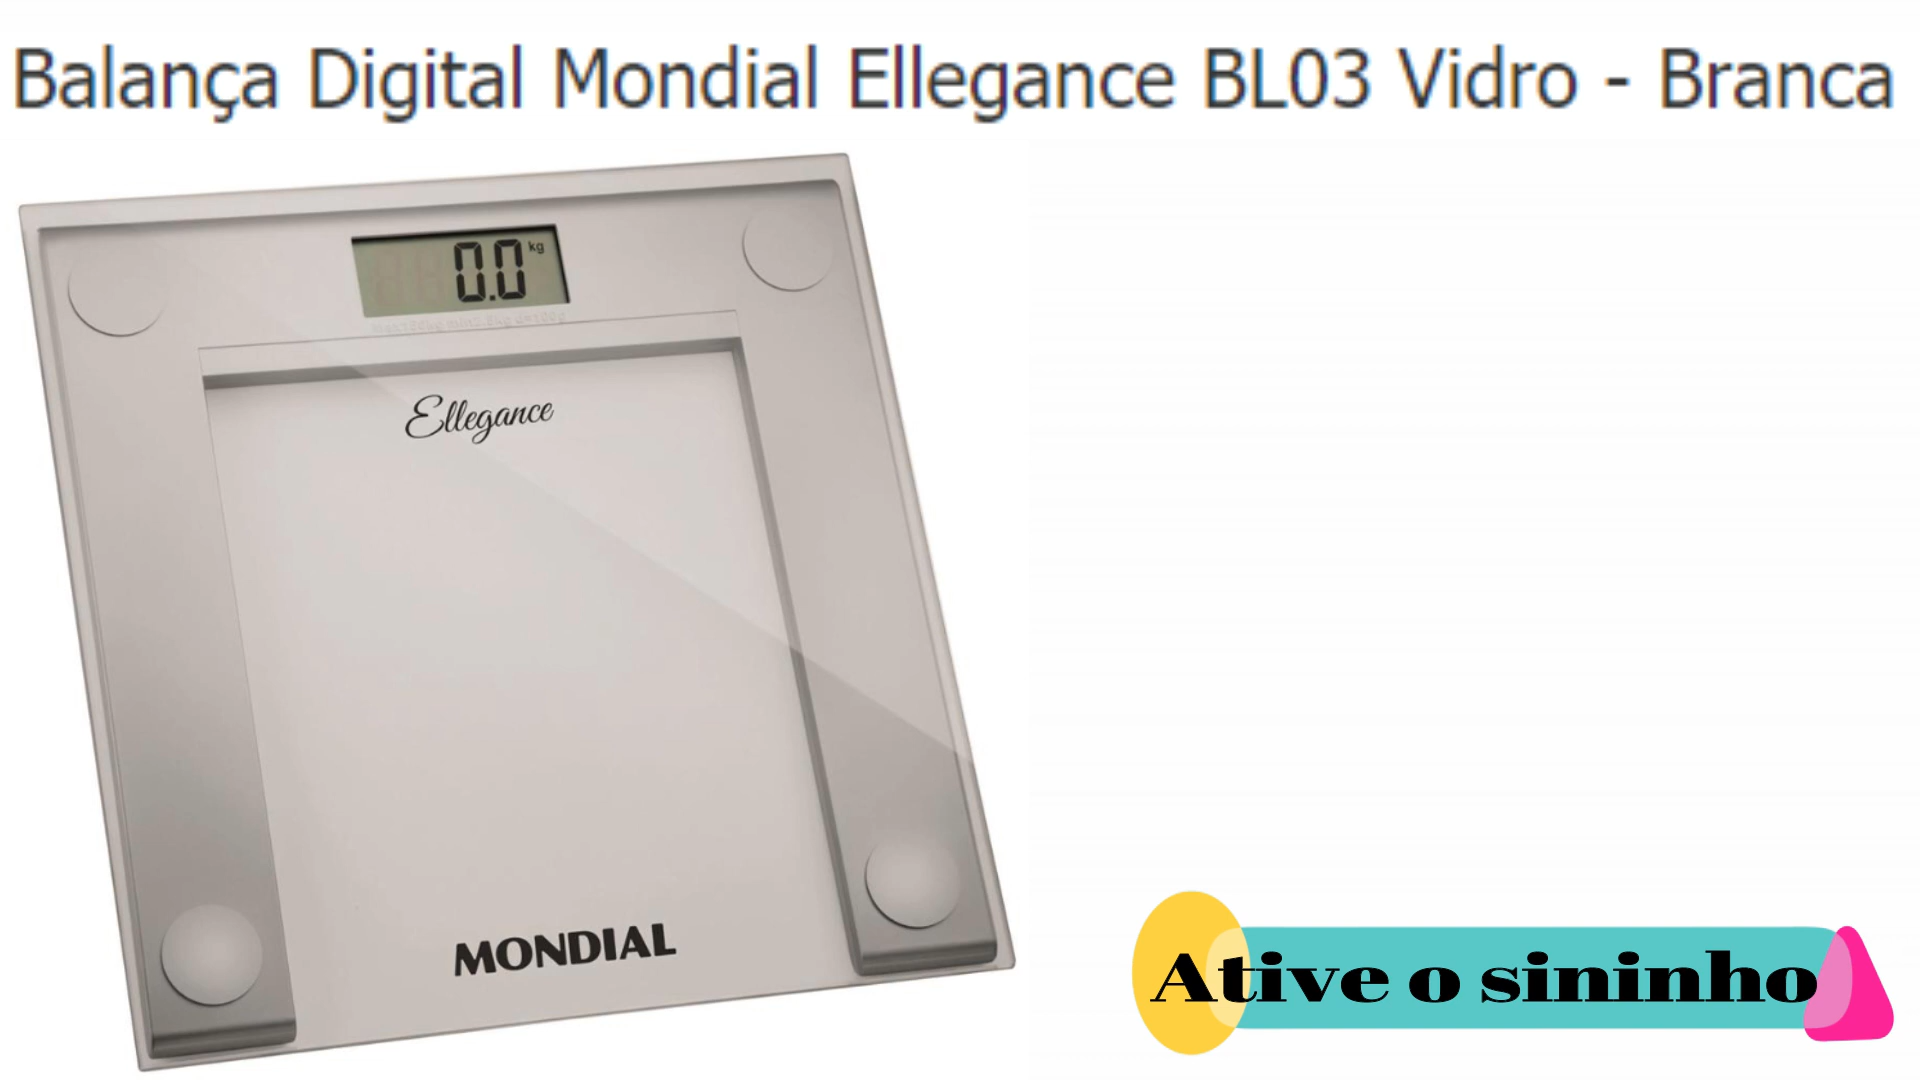 Balança Digital Mondial Ellegance BL03 Vidro - Branca
0.0 kg
Ellegance
MONDIAL
Ative o sininho